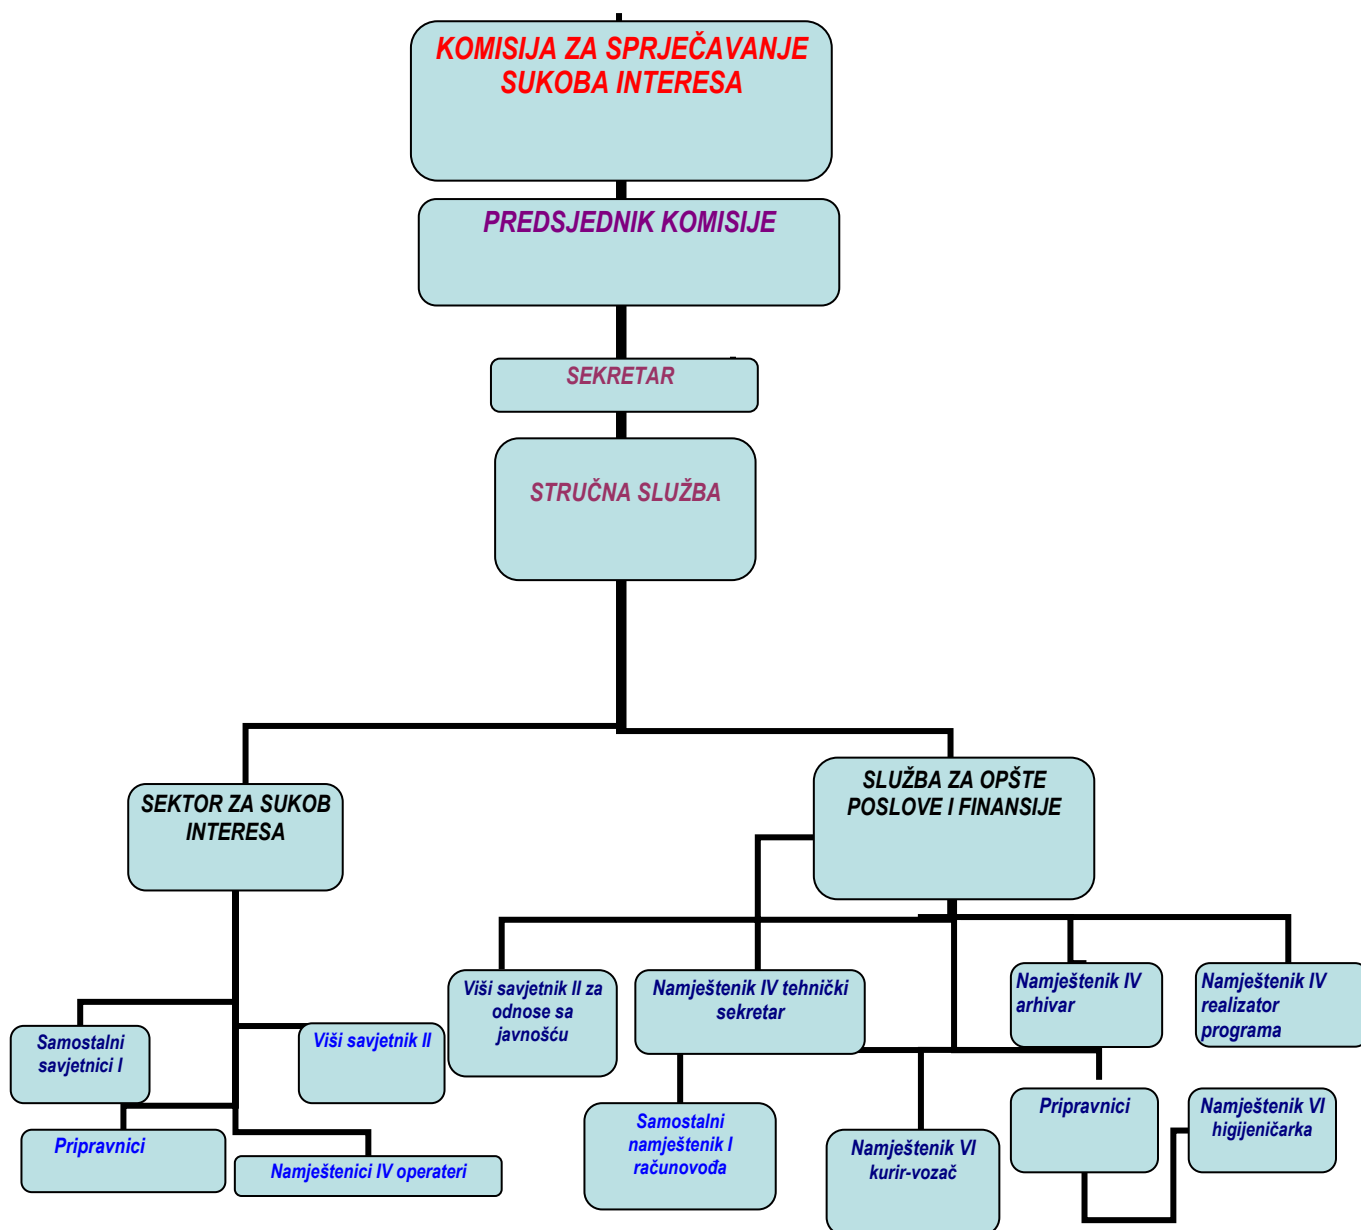 KOMISIJA ZA SPRJEČAVANJE
SUKOBA INTERESA
PREDSJEDNIK KOMISIJE
SEKRETAR
STRUČNA SLUŽBA
SEKTOR ZA SUKOB
INTERESA
SLUŽBA ZA OPŠTE
POSLOVE I FINANSIJE
Viši savjetnik II za
odnose sa
javnošću
Namještenik IV tehnički
sekretar
Namještenik IV
arhivar
Namještenik IV
realizator
programa
Samostalni
savjetnici I
Viši savjetnik II
Pripravnici
Namještenici IV operateri
Samostalni
namještenik I
računovođa
Namještenik VI
kurir-vozač
Pripravnici
Namještenik VI
higijeničarka